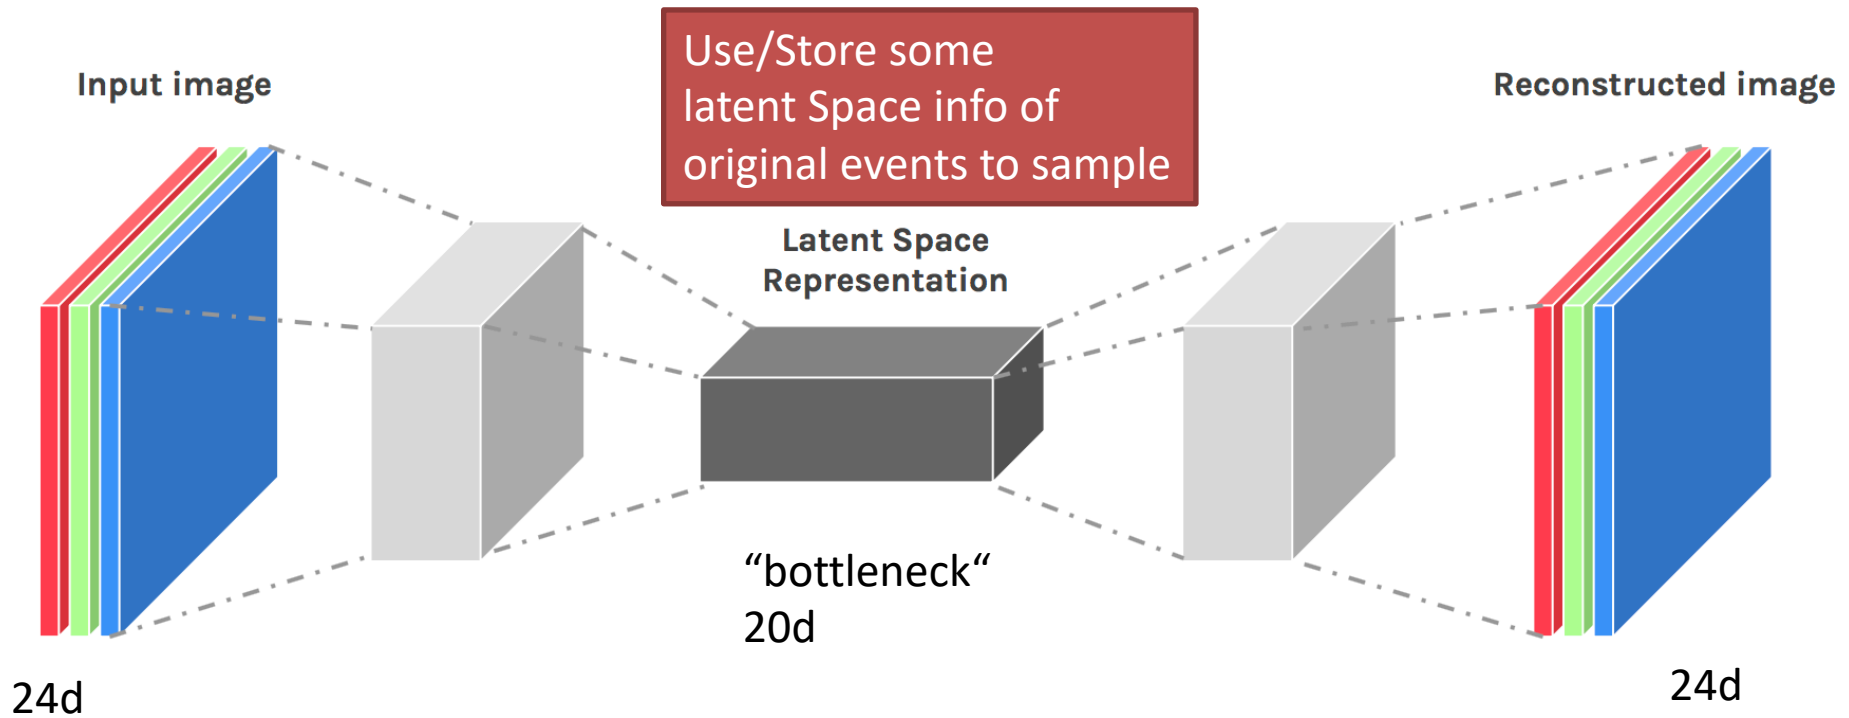 Use/Store some
latent Space info of
original events to sample
Input image
Reconstructed image
Latent Space
Representation
“bottleneck“
20d
24d
24d